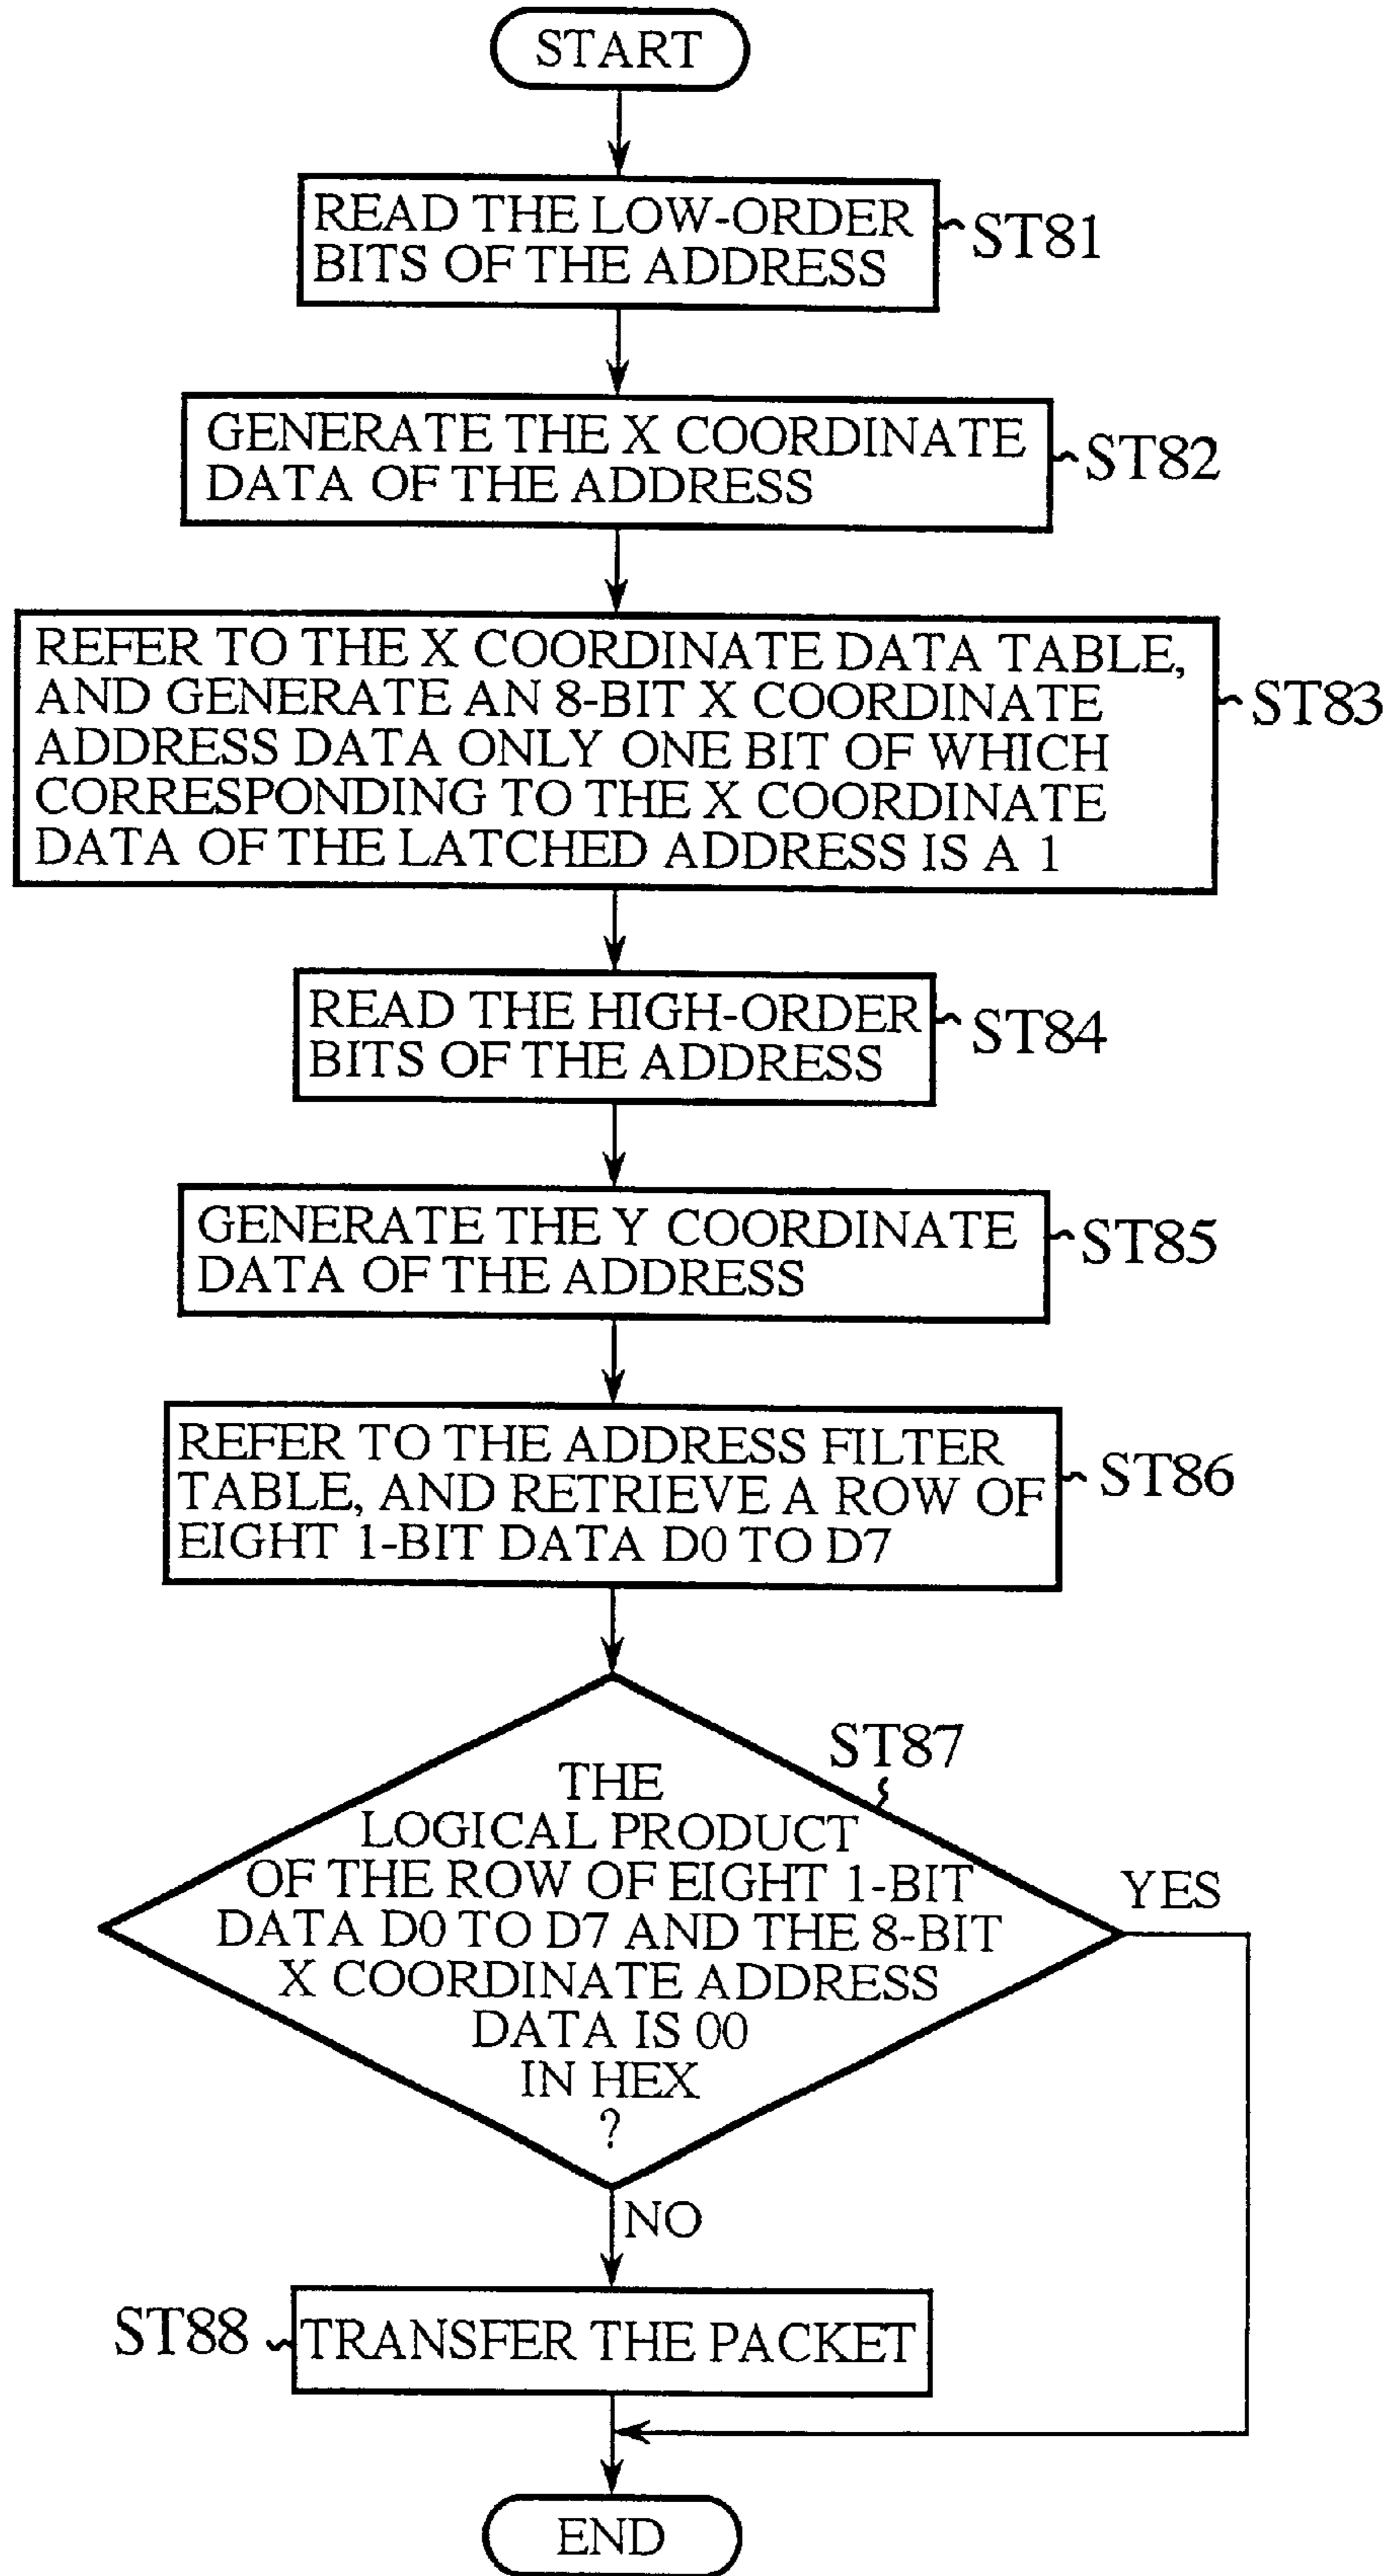 START
READ THE LOW-ORDER
BITS OF THE ADDRESS
ST81
GENERATE THE X COORDINATE
DATA OF THE ADDRESS
ST82
REFER TO THE X COORDINATE DATA TABLE,
AND GENERATE AN 8-BIT X COORDINATE
ADDRESS DATA ONLY ONE BIT OF WHICH
CORRESPONDING TO THE X COORDINATE
DATA OF THE LATCHED ADDRESS IS A 1
ST83
READ THE HIGH-ORDER
BITS OF THE ADDRESS
ST84
GENERATE THE Y COORDINATE
DATA OF THE ADDRESS
ST85
REFER TO THE ADDRESS FILTER
TABLE, AND RETRIEVE A ROW OF
EIGHT 1-BIT DATA D0 TO D7
ST86
ST87
THE
LOGICAL PRODUCT
OF THE ROW OF EIGHT 1-BIT
DATA D0 TO D7 AND THE 8-BIT
X COORDINATE ADDRESS
DATA IS 00
IN HEX
?
YES
NO
ST88
TRANSFER THE PACKET
END